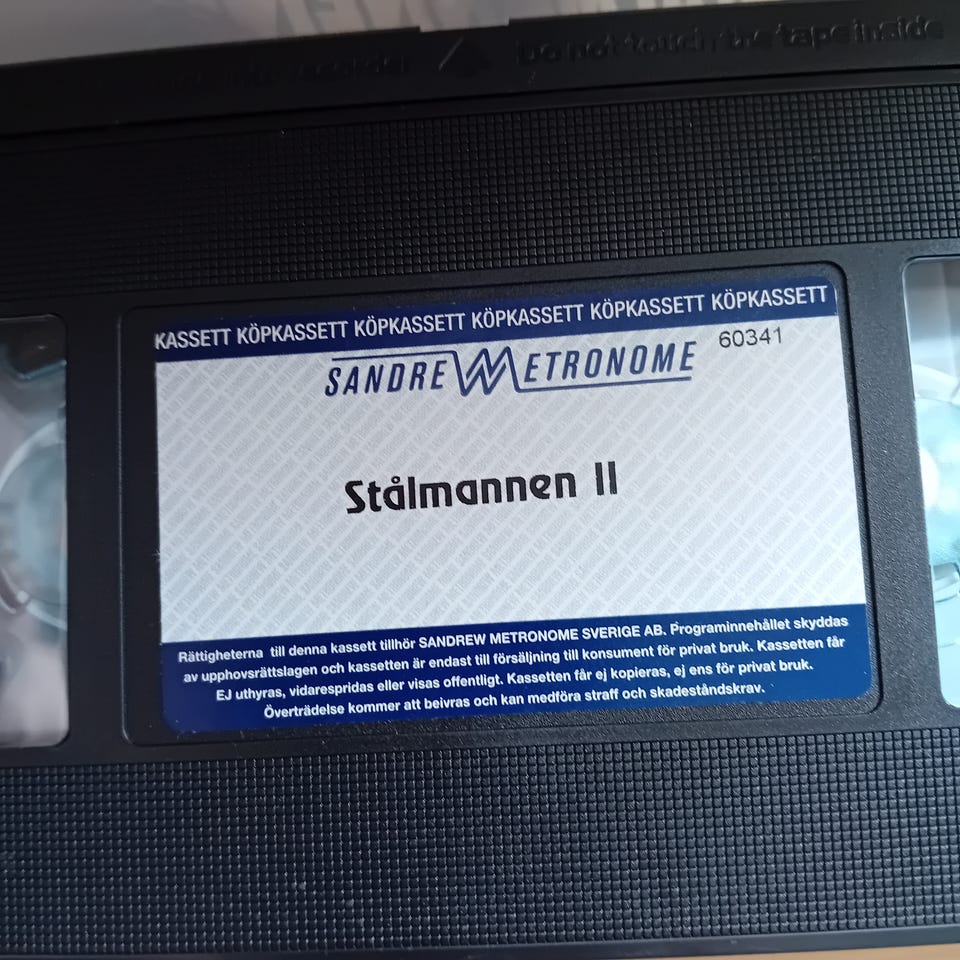 Do not touch the tape inside
KASSETT KÖPKASSETT KÖPKASSETT KÖPKASSETT KÖPKASSETT KÖPKASSETT
60341
SANDREW METRONOME
Stålmannen II
Rättigheterna till denna kassett tillhör SANDREW METRONOME SVERIGE AB. Programinnehållet skyddas
av upphovsrättslagen och kassetten är endast till försäljning till konsument för privat bruk. Kassetten får
EJ uthyras, vidarespridas eller visas offentligt. Kassetten får ej kopieras, ej ens för privat bruk.
Överträdelse kommer att beivras och kan medföra straff och skadeståndskrav.